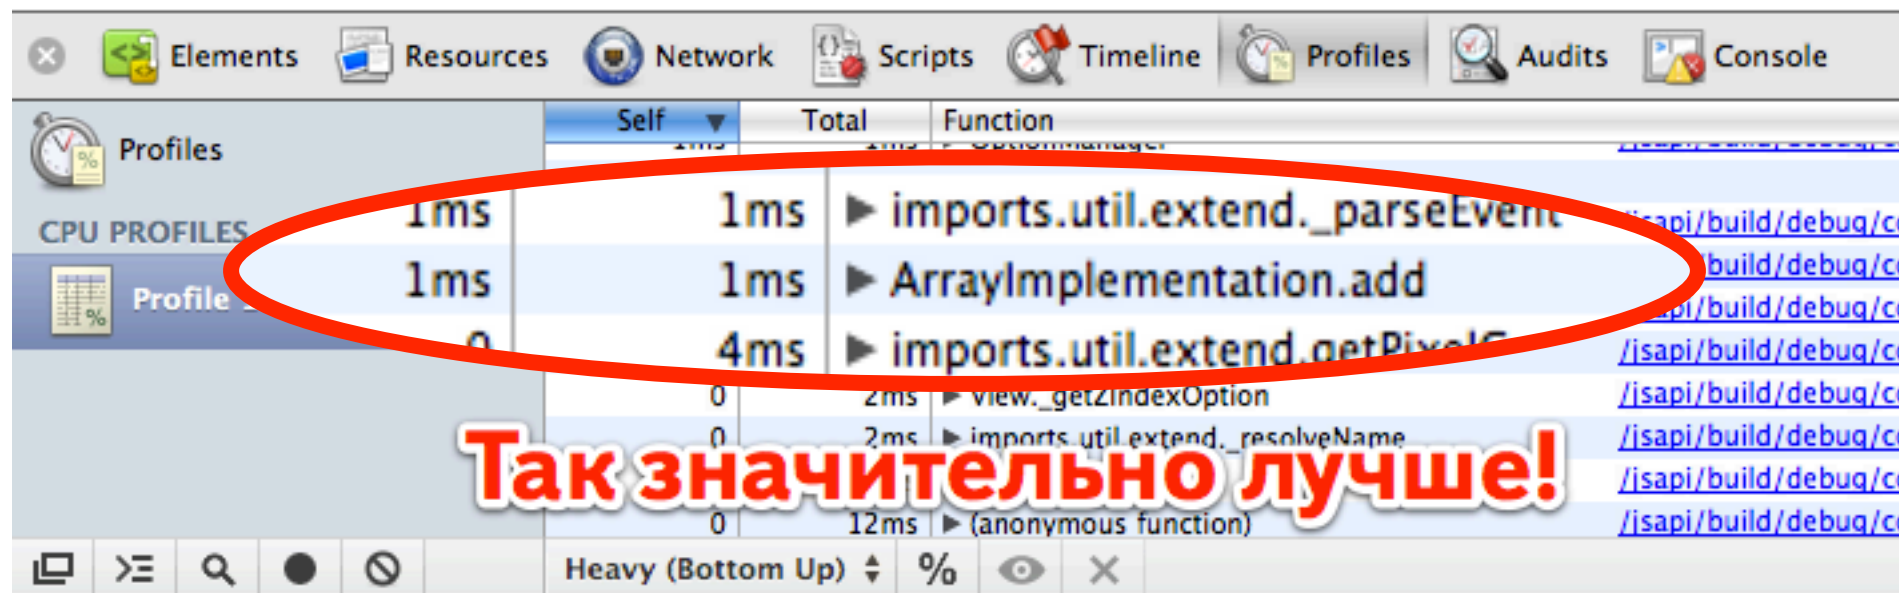 Elements Resources Network Scripts Timeline Profiles Audits Console
Self Total Function
Profiles
1ms 1ms imports.util.extend._parseEvent
CPU PROFILES
1ms 1ms ArrayImplementation.add
Profile
0 4ms
0 2ms View._getZIndexOption
/jsapi/build/debug/
0 2ms imports.util.extend._resolveName
/jsapi/build/debug/
Так значительно лучше!
/jsapi/build/debug/
0 12ms (anonymous function)
/jsapi/build/debug/
Heavy (Bottom Up) %